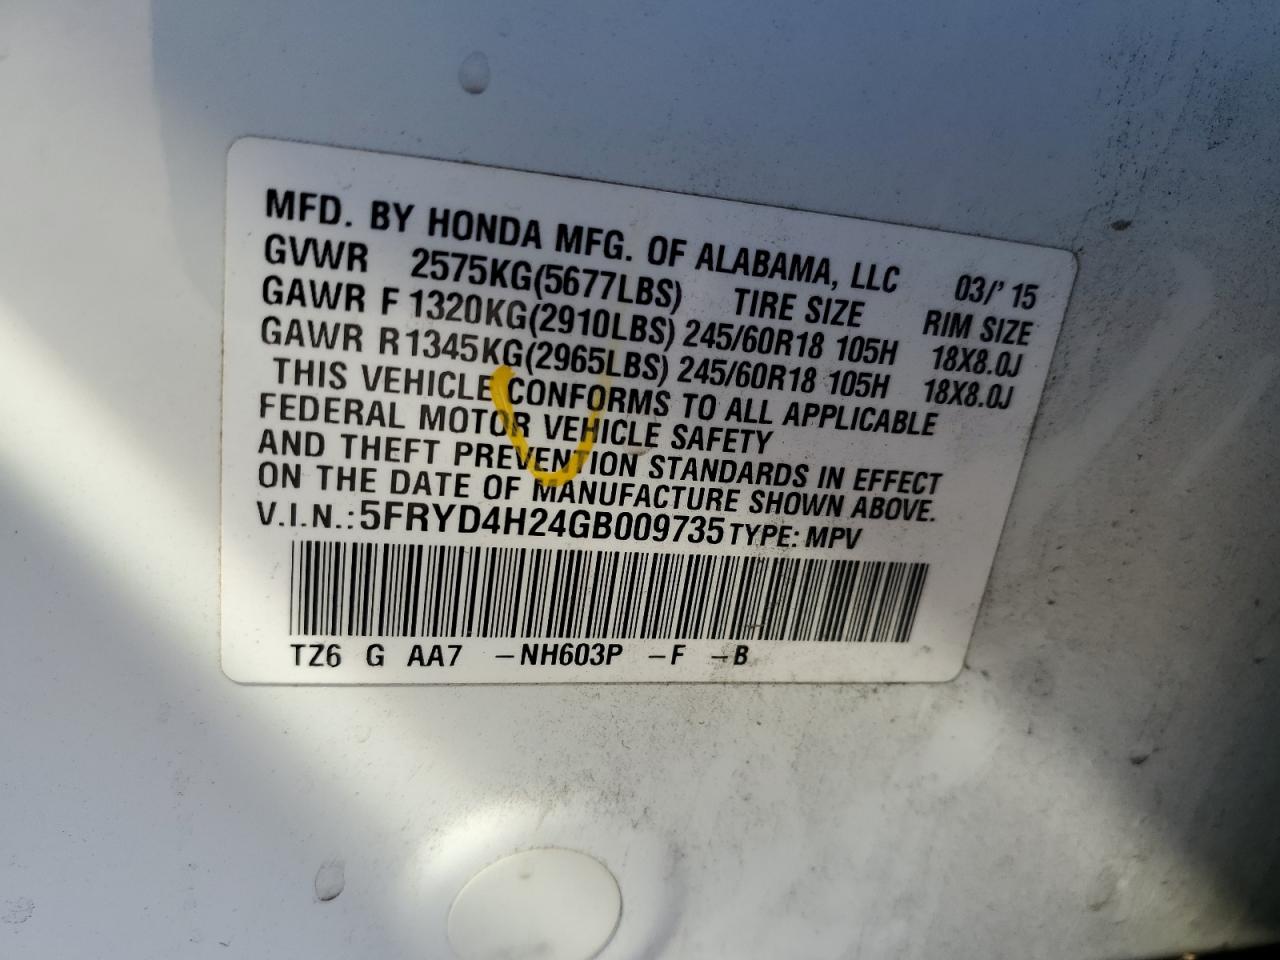 MFD. BY HONDA MFG. OF ALABAMA, LLC 03/'15
GVWR 2575KG(5677LBS) TIRE SIZE RIM SIZE
GAWR F 1320KG(2910LBS) 245/60R18 105H 18X8.0J
GAWR R 1345KG(2965LBS) 245/60R18 105H 18X8.0J
THIS VEHICLE CONFORMS TO ALL APPLICABLE
FEDERAL MOTOR VEHICLE SAFETY
AND THEFT PREVENTION STANDARDS IN EFFECT
ON THE DATE OF MANUFACTURE SHOWN ABOVE.
V.I.N.: 5FRYD4H24GB009735 TYPE: MPV
TZ6 G AA7 –NH603P –F –B